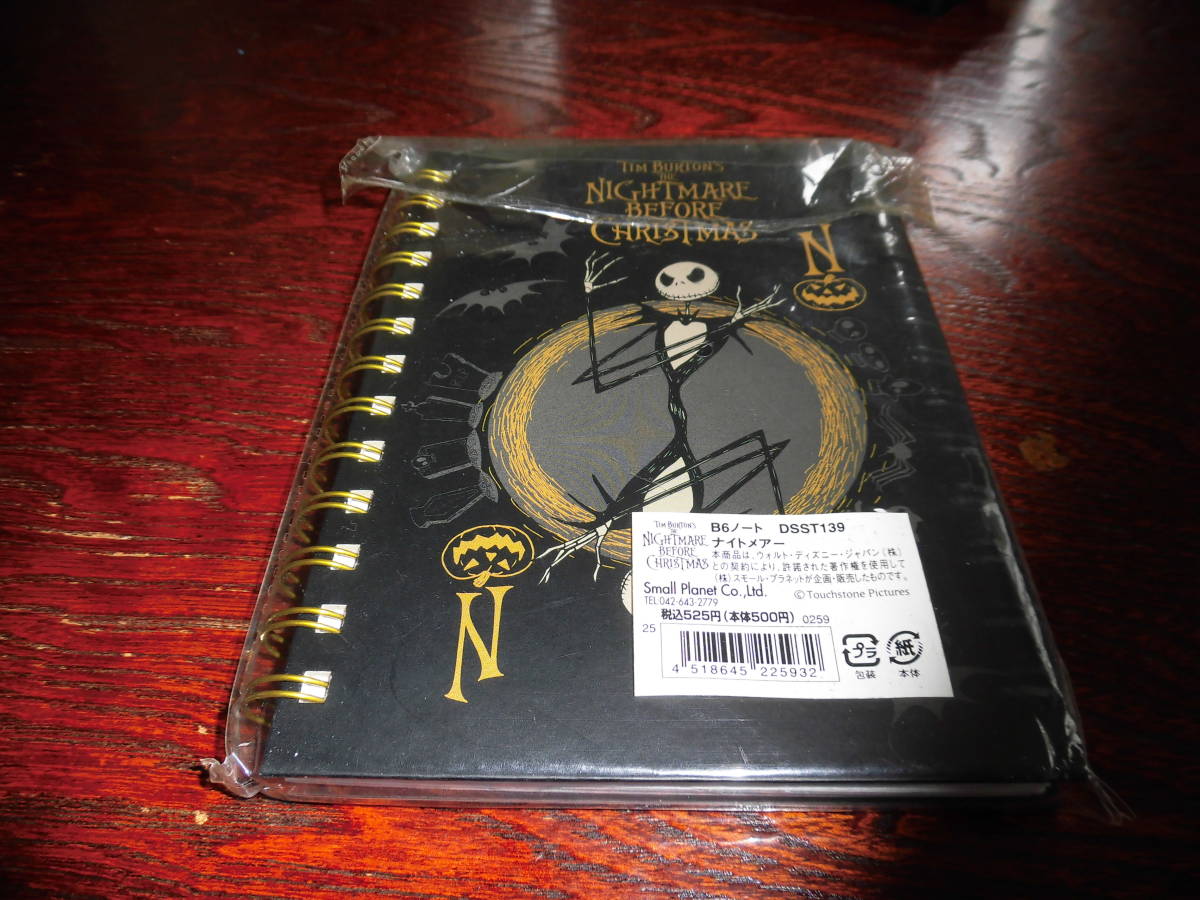 TIM BURTON'S
THE
NIGHTMARE
BEFORE
CHRISTMAS
N
N
TIM BURTON'S
THE
NIGHTMARE
BEFORE
CHRISTMAS
B6ノート DSST139
ナイトメアー
本商品は、ウォルト・ディズニー・ジャパン(株)
との契約により、許諾された著作権を使用して
(株)スモール・プラネットが企画・販売したものです。
Small Planet Co.,Ltd.
©Touchstone Pictures
TEL.042-643-2779
税込525円(本体500円) 0259
25
4 518645 225932
プラ
包装
紙
本体